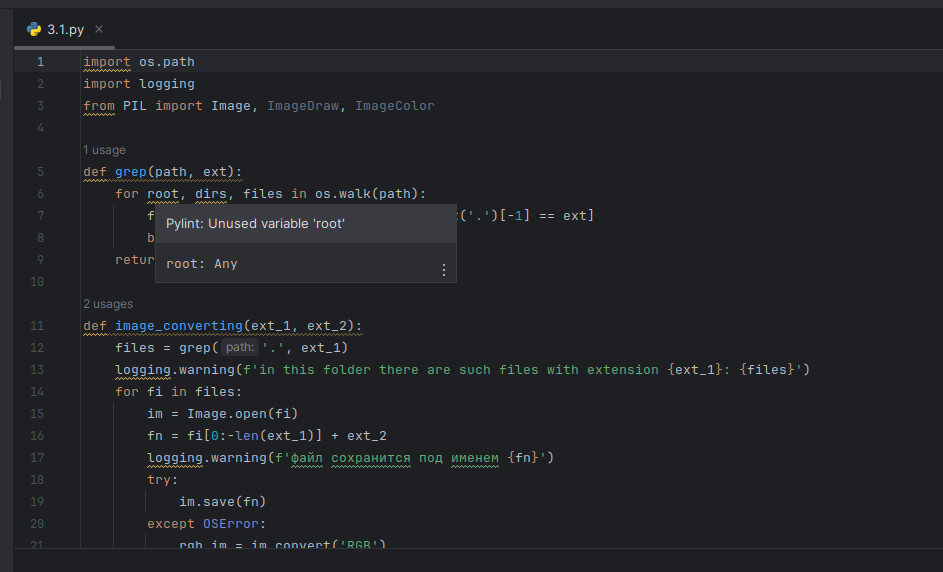 3.1.py
1 import os.path
2 import logging
3 from PIL import Image, ImageDraw, ImageColor
4
1 usage
5 def grep(path, ext):
6 for root, dirs, files in os.walk(path):
7 f ('.')[-1] == ext]
Pylint: Unused variable 'root'
8 b
9 retur
root: Any
10
2 usages
11 def image_converting(ext_1, ext_2):
12 files = grep( path: '.', ext_1)
13 logging.warning(f'in this folder there are such files with extension {ext_1}: {files}')
14 for fi in files:
15 im = Image.open(fi)
16 fn = fi[0:-len(ext_1)] + ext_2
17 logging.warning(f'файл сохранится под именем {fn}')
18 try:
19 im.save(fn)
20 except OSError:
21 rgb_im = im.convert('RGB')